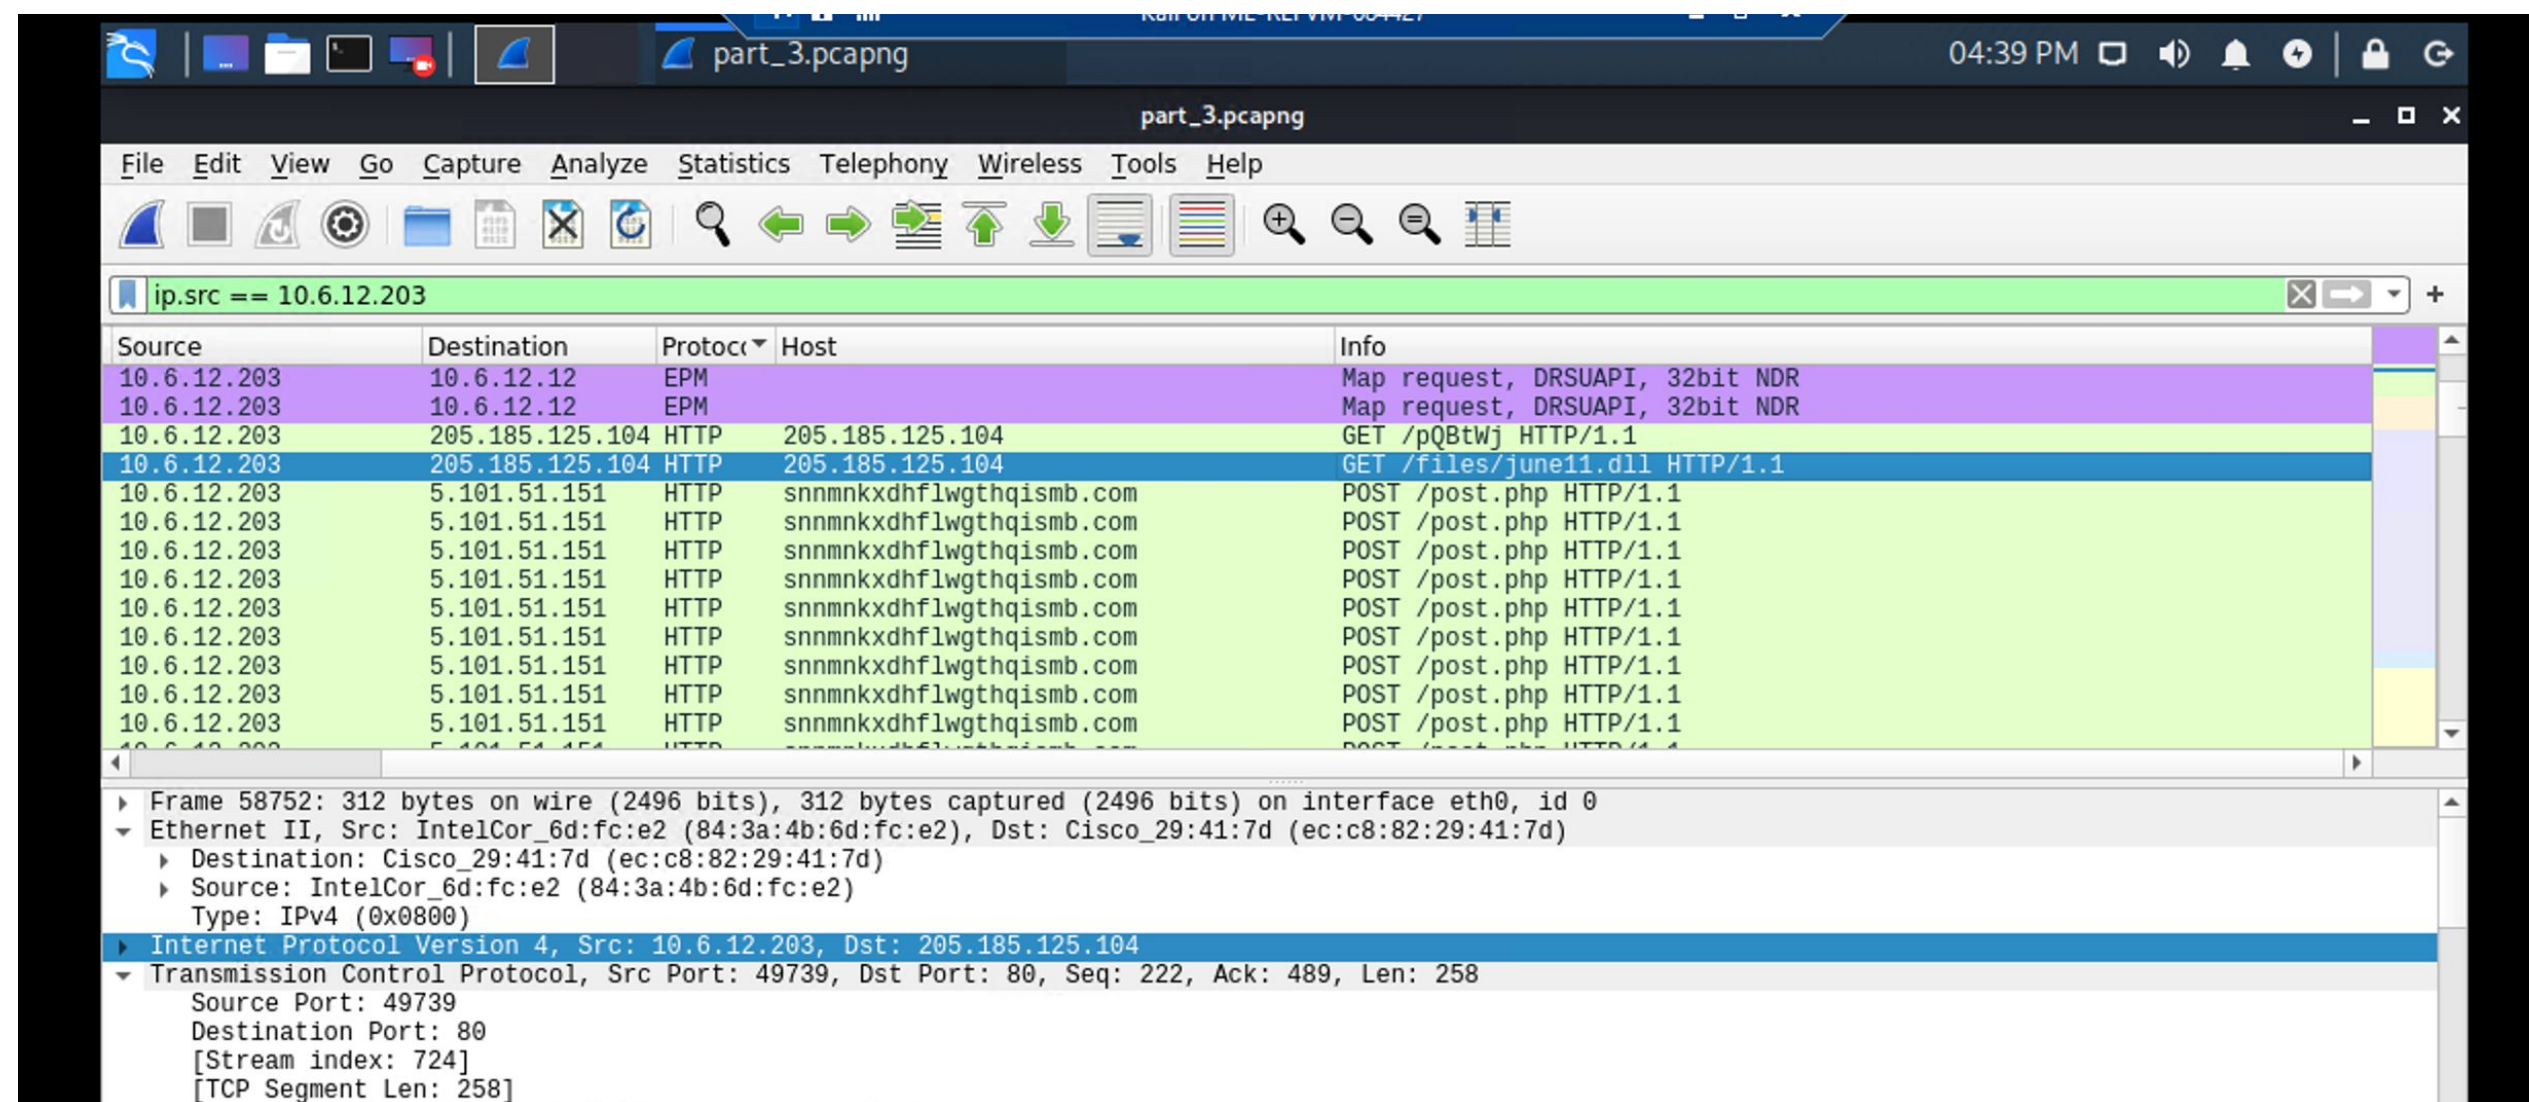 part_3.pcapng
04:39 PM
part_3.pcapng
File Edit View Go Capture Analyze Statistics Telephony Wireless Tools Help
ip.src == 10.6.12.203
Source Destination Protoc Host Info
10.6.12.203 10.6.12.12 EPM Map request, DRSUAPI, 32bit NDR
10.6.12.203 10.6.12.12 EPM Map request, DRSUAPI, 32bit NDR
10.6.12.203 205.185.125.104 HTTP 205.185.125.104 GET /pQBtWj HTTP/1.1
10.6.12.203 205.185.125.104 HTTP 205.185.125.104 GET /files/june11.dll HTTP/1.1
10.6.12.203 5.101.51.151 HTTP snnmnkxdhflwgthqismb.com POST /post.php HTTP/1.1
10.6.12.203 5.101.51.151 HTTP snnmnkxdhflwgthqismb.com POST /post.php HTTP/1.1
10.6.12.203 5.101.51.151 HTTP snnmnkxdhflwgthqismb.com POST /post.php HTTP/1.1
10.6.12.203 5.101.51.151 HTTP snnmnkxdhflwgthqismb.com POST /post.php HTTP/1.1
10.6.12.203 5.101.51.151 HTTP snnmnkxdhflwgthqismb.com POST /post.php HTTP/1.1
10.6.12.203 5.101.51.151 HTTP snnmnkxdhflwgthqismb.com POST /post.php HTTP/1.1
10.6.12.203 5.101.51.151 HTTP snnmnkxdhflwgthqismb.com POST /post.php HTTP/1.1
10.6.12.203 5.101.51.151 HTTP snnmnkxdhflwgthqismb.com POST /post.php HTTP/1.1
10.6.12.203 5.101.51.151 HTTP snnmnkxdhflwgthqismb.com POST /post.php HTTP/1.1
Frame 58752: 312 bytes on wire (2496 bits), 312 bytes captured (2496 bits) on interface eth0, id 0
Ethernet II, Src: IntelCor_6d:fc:e2 (84:3a:4b:6d:fc:e2), Dst: Cisco_29:41:7d (ec:c8:82:29:41:7d)
Destination: Cisco_29:41:7d (ec:c8:82:29:41:7d)
Source: IntelCor_6d:fc:e2 (84:3a:4b:6d:fc:e2)
Type: IPv4 (0x0800)
Internet Protocol Version 4, Src: 10.6.12.203, Dst: 205.185.125.104
Transmission Control Protocol, Src Port: 49739, Dst Port: 80, Seq: 222, Ack: 489, Len: 258
Source Port: 49739
Destination Port: 80
[Stream index: 724]
[TCP Segment Len: 258]